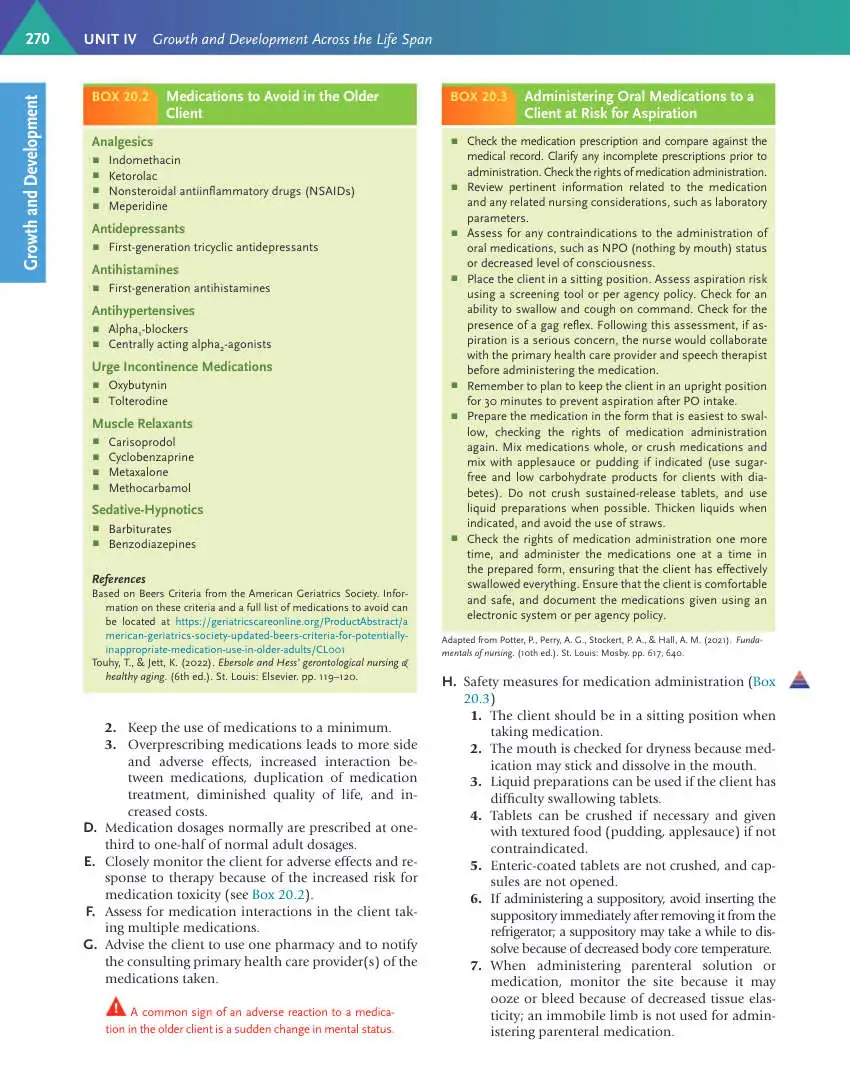 270 UNIT IV Growth and Development Across the Life Span
Growth and Development
BOX 20.2 Medications to Avoid in the Older
Client
Analgesics
■ Indomethacin
■ Ketorolac
■ Nonsteroidal antiinflammatory drugs (NSAIDs)
■ Meperidine
Antidepressants
■ First-generation tricyclic antidepressants
Antihistamines
■ First-generation antihistamines
Antihypertensives
■ Alpha₁-blockers
■ Centrally acting alpha₂-agonists
Urge Incontinence Medications
■ Oxybutynin
■ Tolterodine
Muscle Relaxants
■ Carisoprodol
■ Cyclobenzaprine
■ Metaxalone
■ Methocarbamol
Sedative-Hypnotics
■ Barbiturates
■ Benzodiazepines
References
Based on Beers Criteria from the American Geriatrics Society. Infor-
mation on these criteria and a full list of medications to avoid can
be located at https://geriatricscareonline.org/ProductAbstract/a
merican-geriatrics-society-updated-beers-criteria-for-potentially-
inappropriate-medication-use-in-older-adults/CL001
Touhy, T., & Jett, K. (2022). Ebersole and Hess' gerontological nursing &
healthy aging. (6th ed.). St. Louis: Elsevier. pp. 119–120.
2. Keep the use of medications to a minimum.
3. Overprescribing medications leads to more side
and adverse effects, increased interaction be-
tween medications, duplication of medication
treatment, diminished quality of life, and in-
creased costs.
D. Medication dosages normally are prescribed at one-
third to one-half of normal adult dosages.
E. Closely monitor the client for adverse effects and re-
sponse to therapy because of the increased risk for
medication toxicity (see Box 20.2).
F. Assess for medication interactions in the client tak-
ing multiple medications.
G. Advise the client to use one pharmacy and to notify
the consulting primary health care provider(s) of the
medications taken.
A common sign of an adverse reaction to a medica-
tion in the older client is a sudden change in mental status.
BOX 20.3 Administering Oral Medications to a
Client at Risk for Aspiration
■ Check the medication prescription and compare against the
medical record. Clarify any incomplete prescriptions prior to
administration. Check the rights of medication administration.
■ Review pertinent information related to the medication
and any related nursing considerations, such as laboratory
parameters.
■ Assess for any contraindications to the administration of
oral medications, such as NPO (nothing by mouth) status
or decreased level of consciousness.
■ Place the client in a sitting position. Assess aspiration risk
using a screening tool or per agency policy. Check for an
ability to swallow and cough on command. Check for the
presence of a gag reflex. Following this assessment, if as-
piration is a serious concern, the nurse would collaborate
with the primary health care provider and speech therapist
before administering the medication.
■ Remember to plan to keep the client in an upright position
for 30 minutes to prevent aspiration after PO intake.
■ Prepare the medication in the form that is easiest to swal-
low, checking the rights of medication administration
again. Mix medications whole, or crush medications and
mix with applesauce or pudding if indicated (use sugar-
free and low carbohydrate products for clients with dia-
betes). Do not crush sustained-release tablets, and use
liquid preparations when possible. Thicken liquids when
indicated, and avoid the use of straws.
■ Check the rights of medication administration one more
time, and administer the medications one at a time in
the prepared form, ensuring that the client has effectively
swallowed everything. Ensure that the client is comfortable
and safe, and document the medications given using an
electronic system or per agency policy.
Adapted from Potter, P., Perry, A. G., Stockert, P. A., & Hall, A. M. (2021). Funda-
mentals of nursing. (10th ed.). St. Louis: Mosby. pp. 617, 640.
H. Safety measures for medication administration (Box
20.3)
1. The client should be in a sitting position when
taking medication.
2. The mouth is checked for dryness because med-
ication may stick and dissolve in the mouth.
3. Liquid preparations can be used if the client has
difficulty swallowing tablets.
4. Tablets can be crushed if necessary and given
with textured food (pudding, applesauce) if not
contraindicated.
5. Enteric-coated tablets are not crushed, and cap-
sules are not opened.
6. If administering a suppository, avoid inserting the
suppository immediately after removing it from the
refrigerator; a suppository may take a while to dis-
solve because of decreased body core temperature.
7. When administering parenteral solution or
medication, monitor the site because it may
ooze or bleed because of decreased tissue elas-
ticity; an immobile limb is not used for admin-
istering parenteral medication.